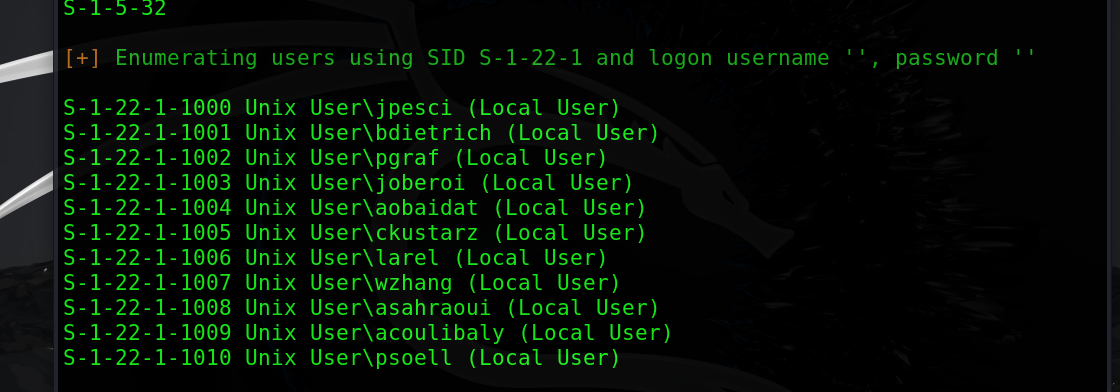 S-1-5-32
[+] Enumerating users using SID S-1-22-1 and logon username '', password ''
S-1-22-1-1000 Unix User\jpesci (Local User)
S-1-22-1-1001 Unix User\bdietrich (Local User)
S-1-22-1-1002 Unix User\pgraf (Local User)
S-1-22-1-1003 Unix User\joberoi (Local User)
S-1-22-1-1004 Unix User\aobaidat (Local User)
S-1-22-1-1005 Unix User\ckustarz (Local User)
S-1-22-1-1006 Unix User\larel (Local User)
S-1-22-1-1007 Unix User\wzhang (Local User)
S-1-22-1-1008 Unix User\asahraoui (Local User)
S-1-22-1-1009 Unix User\acoulibaly (Local User)
S-1-22-1-1010 Unix User\psoell (Local User)